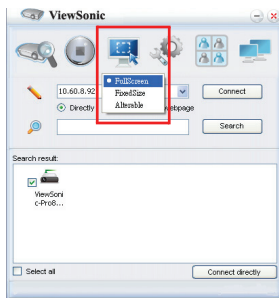 ViewSonic
FullScreen
FixedSize
Alterable
10.60.8.92
Connect
Directly
webpage
Search
Search result:
ViewSoni
c-Pro8...
Select all
Connect directly